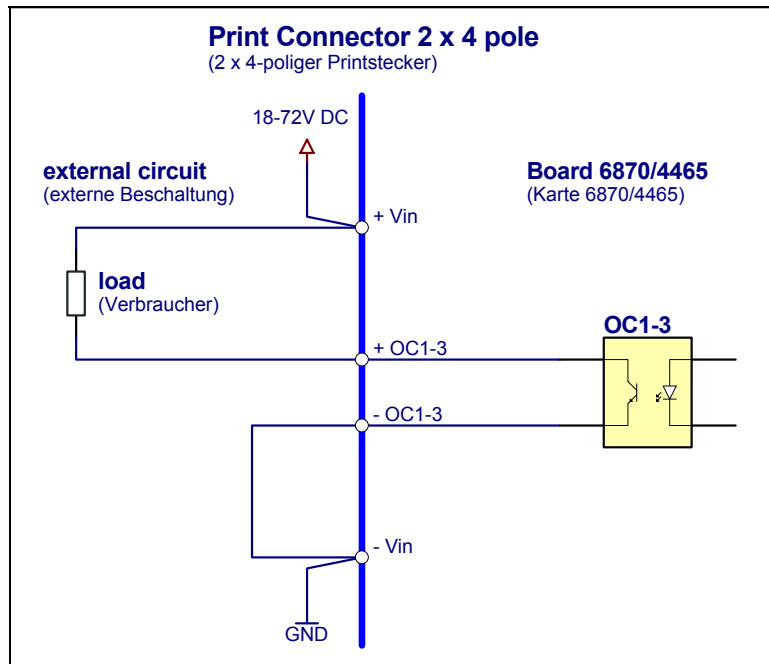 Print Connector 2 x 4 pole
(2 x 4-poliger Printstecker)
18-72V DC
external circuit
(externe Beschaltung)
Board 6870/4465
(Karte 6870/4465)
+ Vin
load
(Verbraucher)
OC1-3
+ OC1-3
- OC1-3
- Vin
GND